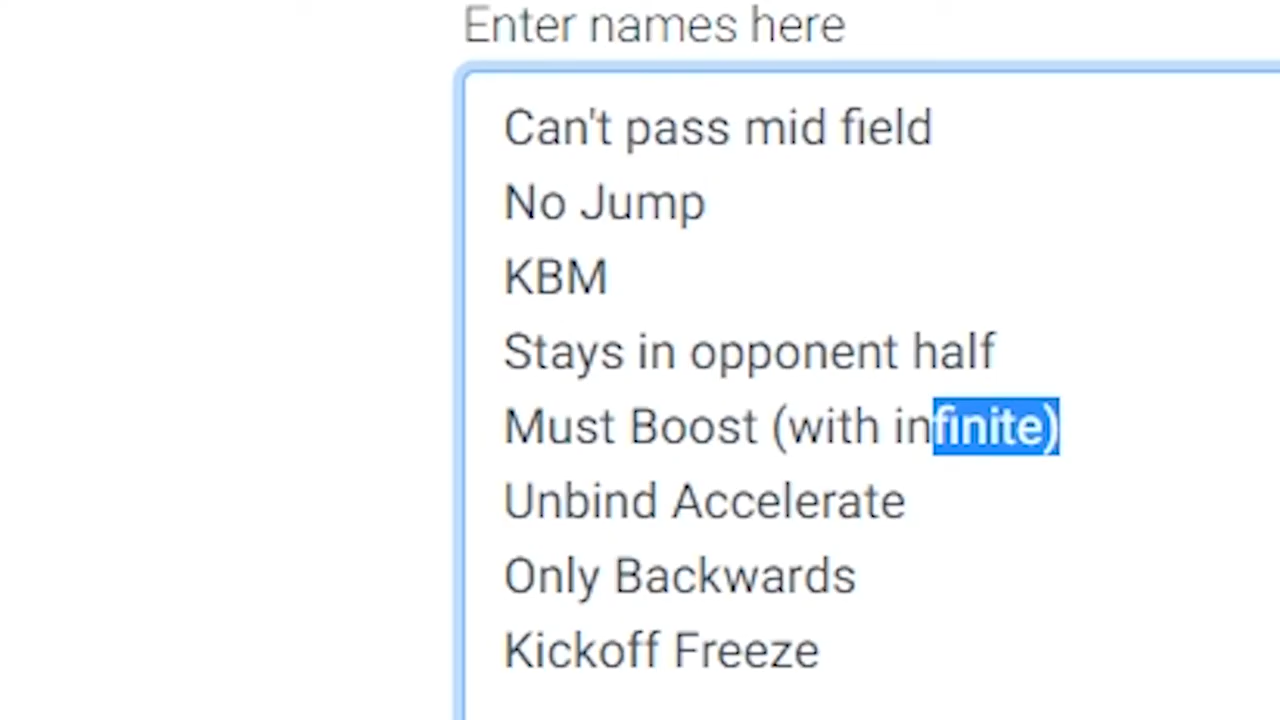 Enter names here
Can't pass mid field
No Jump
KBM
Stays in opponent half
Must Boost (with infinite)
Unbind Accelerate
Only Backwards
Kickoff Freeze